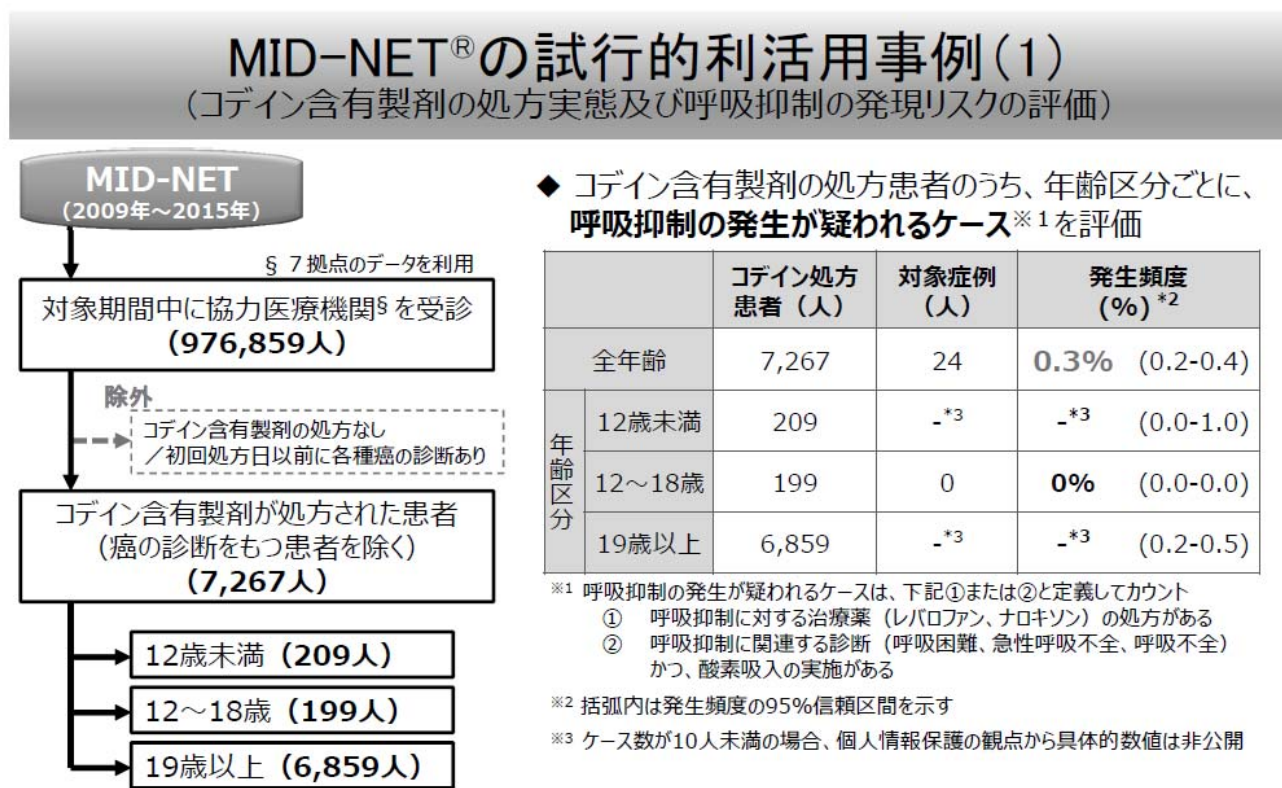 MID-NET®の試行的利活用事例(1)
(コデイン含有製剤の処方実態及び呼吸抑制の発現リスクの評価)
MID-NET
(2009年～2015年)
§ 7拠点のデータを利用
対象期間中に協力医療機関§を受診
(976,859人)
除外
コデイン含有製剤の処方なし
／初回処方日以前に各種癌の診断あり
コデイン含有製剤が処方された患者
(癌の診断をもつ患者を除く)
(7,267人)
12歳未満 (209人)
12～18歳 (199人)
19歳以上 (6,859人)
◆ コデイン含有製剤の処方患者のうち、年齢区分ごとに、
呼吸抑制の発生が疑われるケース※1を評価
コデイン処方患者（人） 対象症例（人） 発生頻度(%)*2
全年齢 7,267 24 0.3% (0.2-0.4)
年齢区分
12歳未満 209 -*3 -*3 (0.0-1.0)
12～18歳 199 0 0% (0.0-0.0)
19歳以上 6,859 -*3 -*3 (0.2-0.5)
※1 呼吸抑制の発生が疑われるケースは、下記①または②と定義してカウント
① 呼吸抑制に対する治療薬（レバロファン、ナロキソン）の処方がある
② 呼吸抑制に関連する診断（呼吸困難、急性呼吸不全、呼吸不全）
かつ、酸素吸入の実施がある
※2 括弧内は発生頻度の95%信頼区間を示す
※3 ケース数が10人未満の場合、個人情報保護の観点から具体的数値は非公開